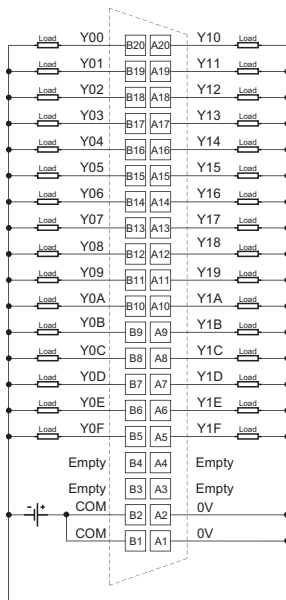 Load Y00 B20 A20 Y10 Load
Load Y01 B19 A19 Y11 Load
Load Y02 B18 A18 Y12 Load
Load Y03 B17 A17 Y13 Load
Load Y04 B16 A16 Y14 Load
Load Y05 B15 A15 Y15 Load
Load Y06 B14 A14 Y16 Load
Load Y07 B13 A13 Y17 Load
Load Y08 B12 A12 Y18 Load
Load Y09 B11 A11 Y19 Load
Load Y0A B10 A10 Y1A Load
Load Y0B B9 A9 Y1B Load
Load Y0C B8 A8 Y1C Load
Load Y0D B7 A7 Y1D Load
Load Y0E B6 A6 Y1E Load
Load Y0F B5 A5 Y1F Load
Empty B4 A4 Empty
Empty B3 A3 Empty
- + COM B2 A2 0V
COM B1 A1 0V